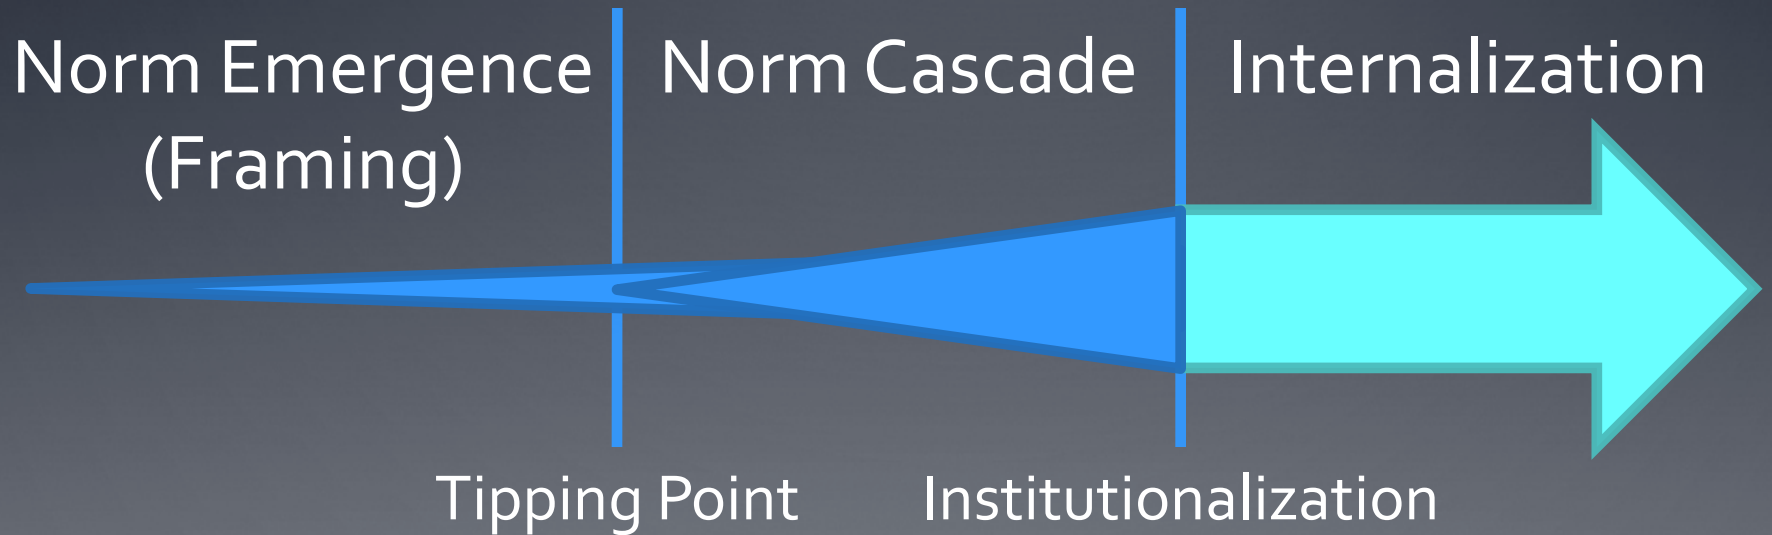 Norm Emergence
(Framing)
Norm Cascade
Internalization
Tipping Point
Institutionalization